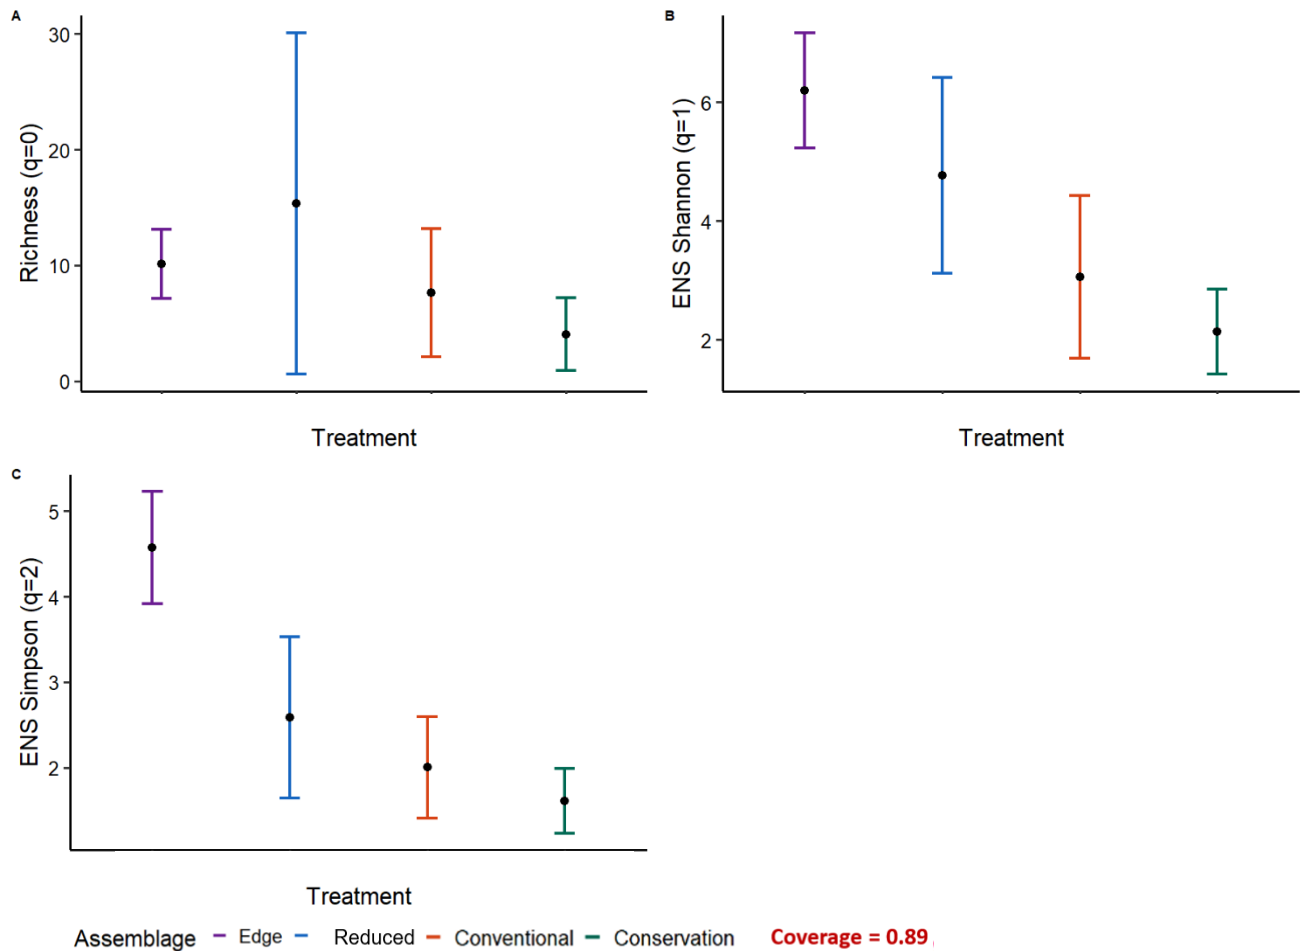 A
Richness (q=0)
30
20
10
0
Treatment
B
ENS Shannon (q=1)
6
4
2
Treatment
C
ENS Simpson (q=2)
5
4
3
2
Treatment
Assemblage Edge Reduced Conventional Conservation Coverage = 0.89